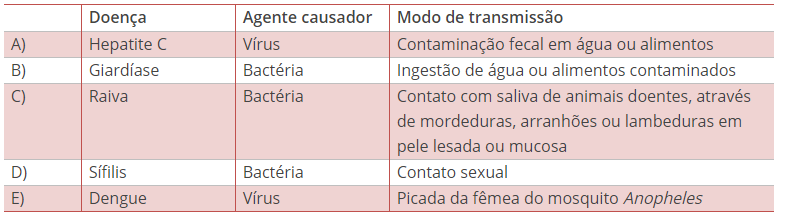 Doença Agente causador Modo de transmissão
A) Hepatite C Vírus Contaminação fecal em água ou alimentos
B) Giardíase Bactéria Ingestão de água ou alimentos contaminados
C) Raiva Bactéria Contato com saliva de animais doentes, através
de mordeduras, arranhões ou lambeduras em
pele lesada ou mucosa
D) Sífilis Bactéria Contato sexual
E) Dengue Vírus Picada da fêmea do mosquito Anopheles